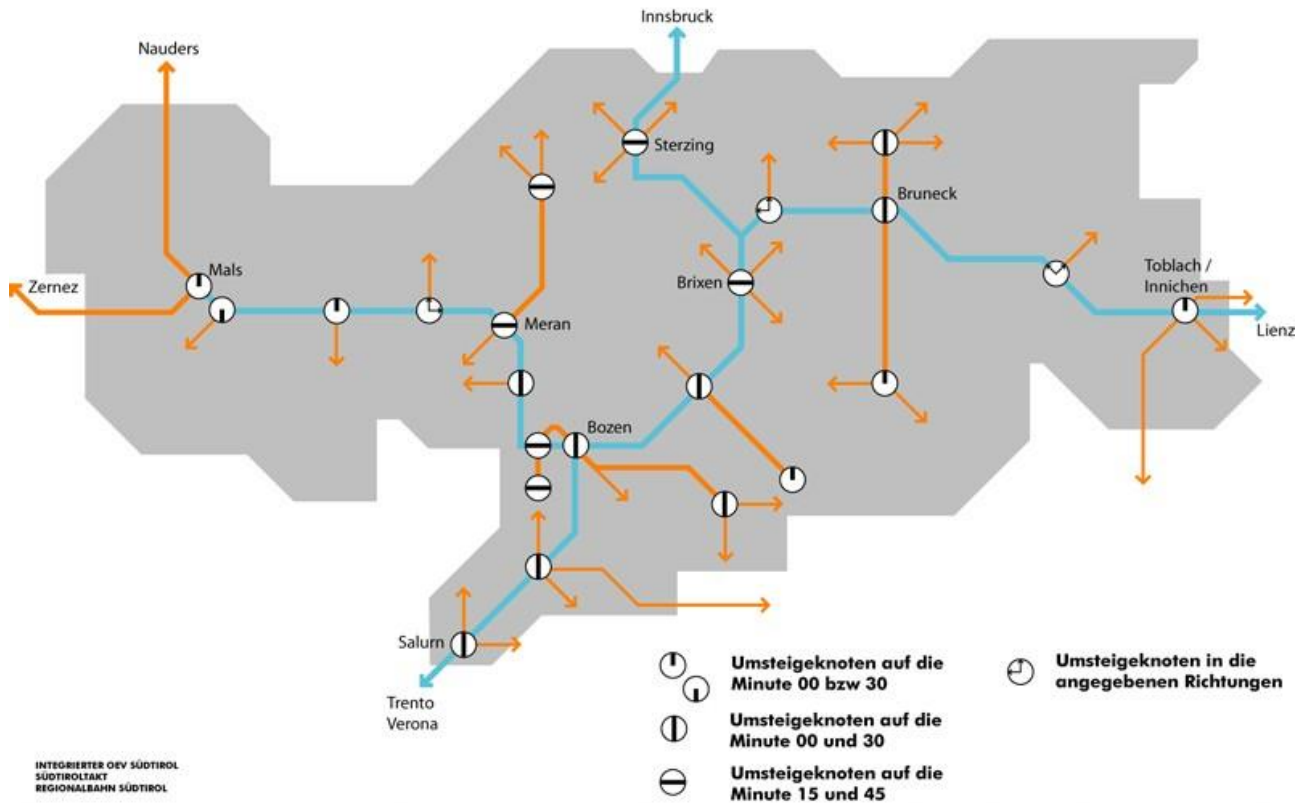 Innsbruck
Nauders
Sterzing
Bruneck
Mals
Zernez
Brixen
Toblach /
Innichen
Meran
Lienz
Bozen
Salurn
Trento
Verona
Umsteigeknoten auf die
Minute 00 bzw 30
Umsteigeknoten in die
angegebenen Richtungen
Umsteigeknoten auf die
Minute 00 und 30
Umsteigeknoten auf die
Minute 15 und 45
INTEGRIERTER OEV SÜDTIROL
SÜDTIROLTAKT
REGIONALBAHN SÜDTIROL